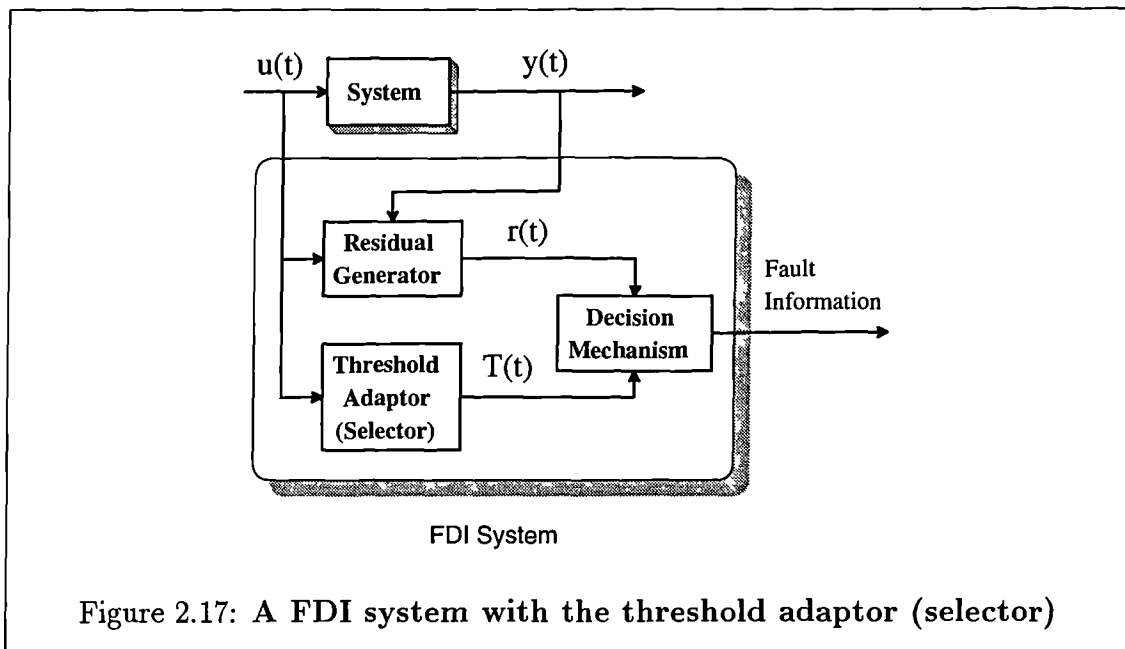 u(t)
System
y(t)
Residual
Generator
r(t)
Threshold
Adaptor
(Selector)
T(t)
Decision
Mechanism
Fault
Information
FDI System
Figure 2.17: A FDI system with the threshold adaptor (selector)